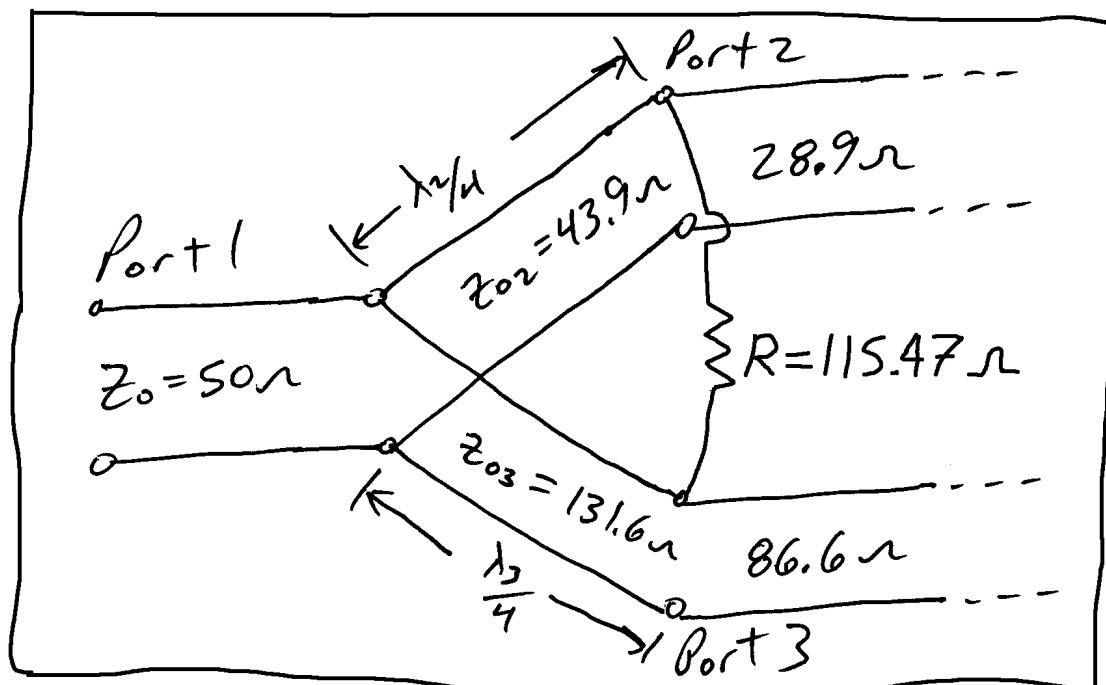 Port 2
λ
λ2/4
28.9Ω
Port 1
Z02 = 43.9Ω
Z0 = 50Ω
R = 115.47Ω
Z03 = 131.6Ω
86.6Ω
λ3/4
Port 3